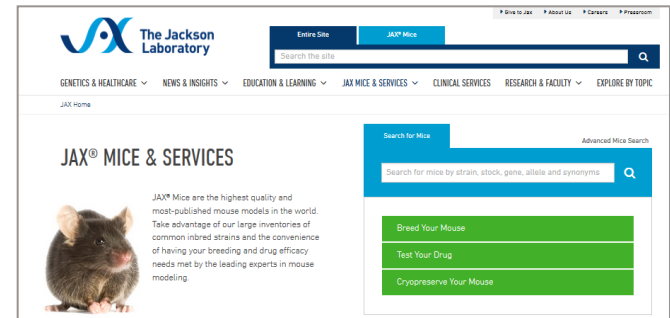 Give to Jax About Us Careers Pressroom
The Jackson
Laboratory
Entire Site JAX® Mice
Search the site
GENETICS & HEALTHCARE NEWS & INSIGHTS EDUCATION & LEARNING JAX MICE & SERVICES CLINICAL SERVICES RESEARCH & FACULTY EXPLORE BY TOPIC
JAX Home
Search for Mice
Advanced Mice Search
JAX® MICE & SERVICES
Search for mice by strain, stock, gene, allele and synonyms
JAX® Mice are the highest quality and
most-published mouse models in the world.
Take advantage of our large inventories of
common inbred strains and the convenience
of having your breeding and drug efficacy
needs met by the leading experts in mouse
modeling.
Breed Your Mouse
Test Your Drug
Cryopreserve Your Mouse